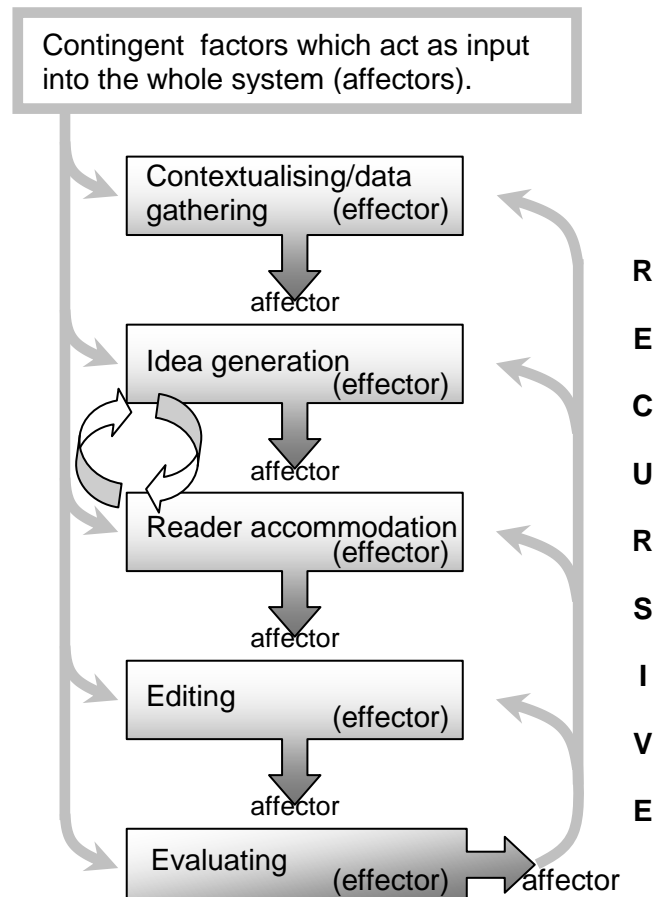 Contingent factors which act as input
into the whole system (affectors).
Contextualising/data
gathering (effector)
affector
Idea generation
(effector)
affector
Reader accommodation
(effector)
affector
Editing
(effector)
affector
Evaluating
(effector)
affector
R
E
C
U
R
S
I
V
E